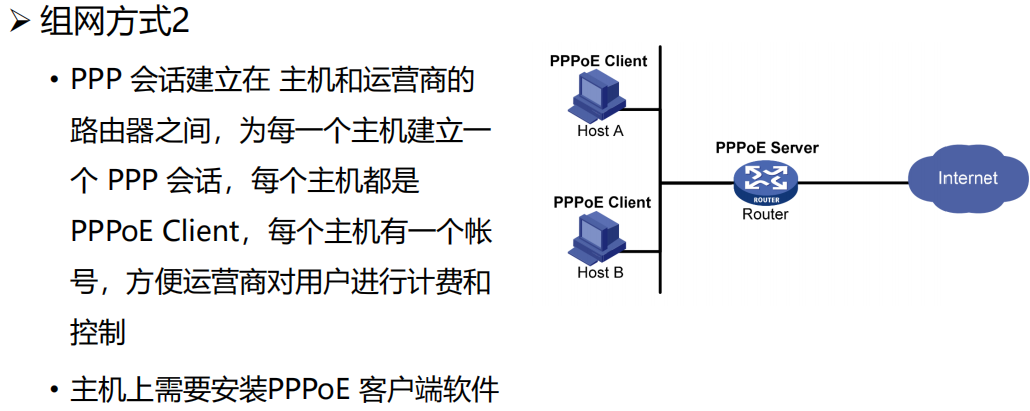 ➢ 组网方式2
• PPP 会话建立在 主机和运营商的
路由器之间，为每一个主机建立一
个 PPP 会话，每个主机都是
PPPoE Client，每个主机有一个帐
号，方便运营商对用户进行计费和
控制
• 主机上需要安装PPPoE 客户端软件
PPPoE Client
Host A
PPPoE Server
ROUTER
Router
Internet
PPPoE Client
Host B